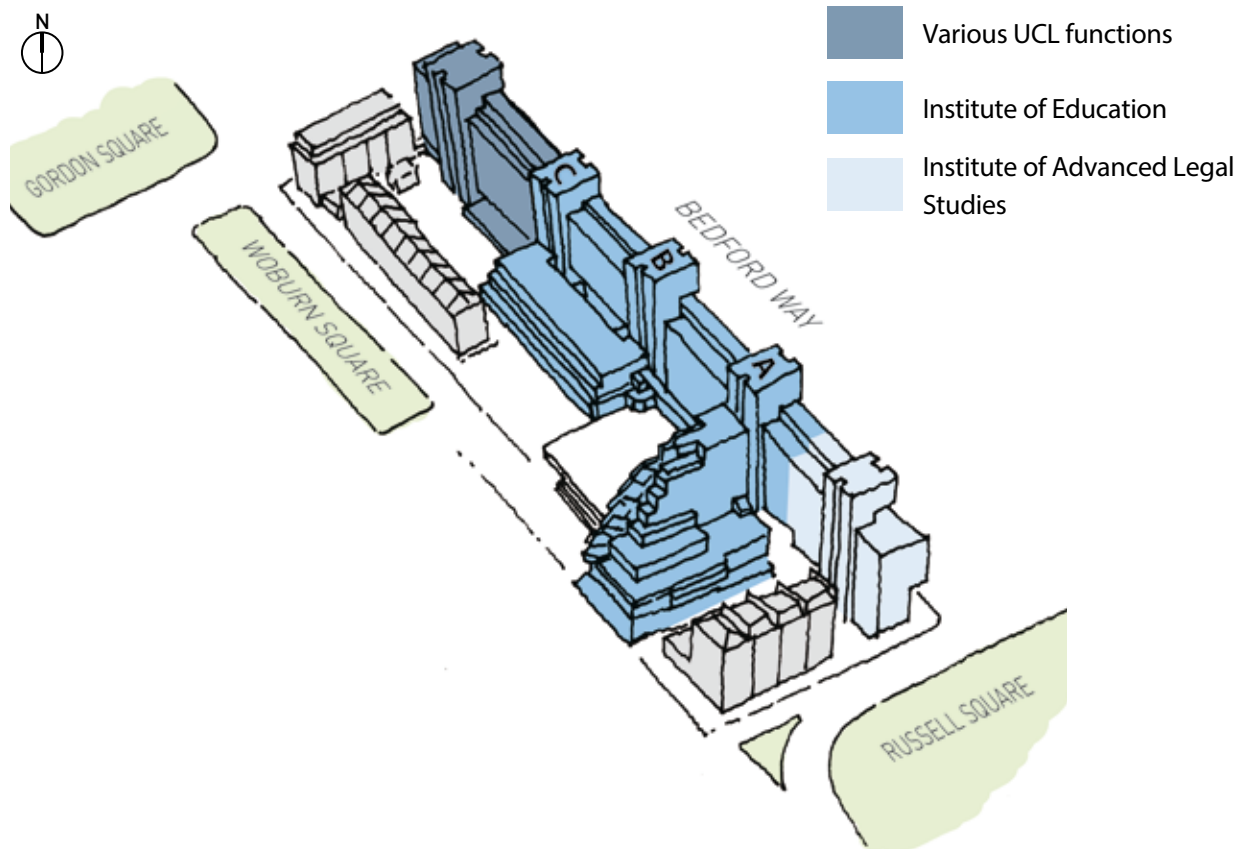 N
Various UCL functions
Institute of Education
Institute of Advanced Legal
Studies
GORDON SQUARE
WOBURN SQUARE
BEDFORD WAY
C
B
A
RUSSELL SQUARE